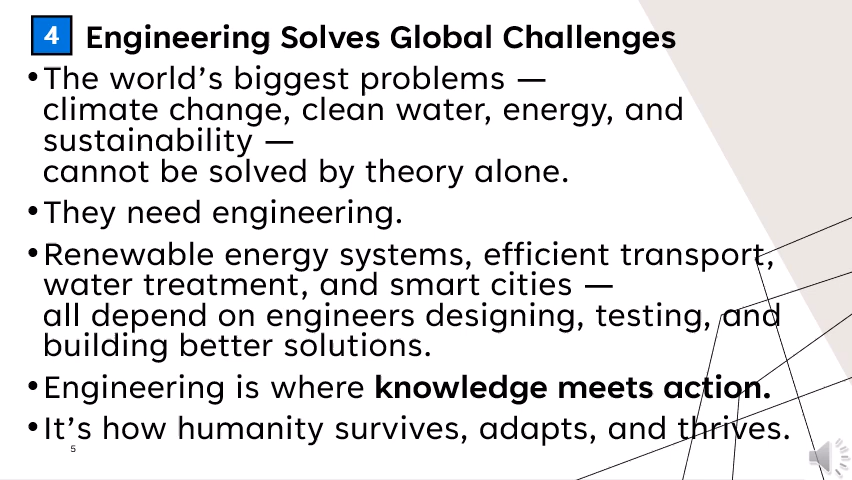 4 Engineering Solves Global Challenges
•The world’s biggest problems —
climate change, clean water, energy, and
sustainability —
cannot be solved by theory alone.
•They need engineering.
•Renewable energy systems, efficient transport,
water treatment, and smart cities —
all depend on engineers designing, testing, and
building better solutions.
•Engineering is where knowledge meets action.
•It’s how humanity survives, adapts, and thrives.
5